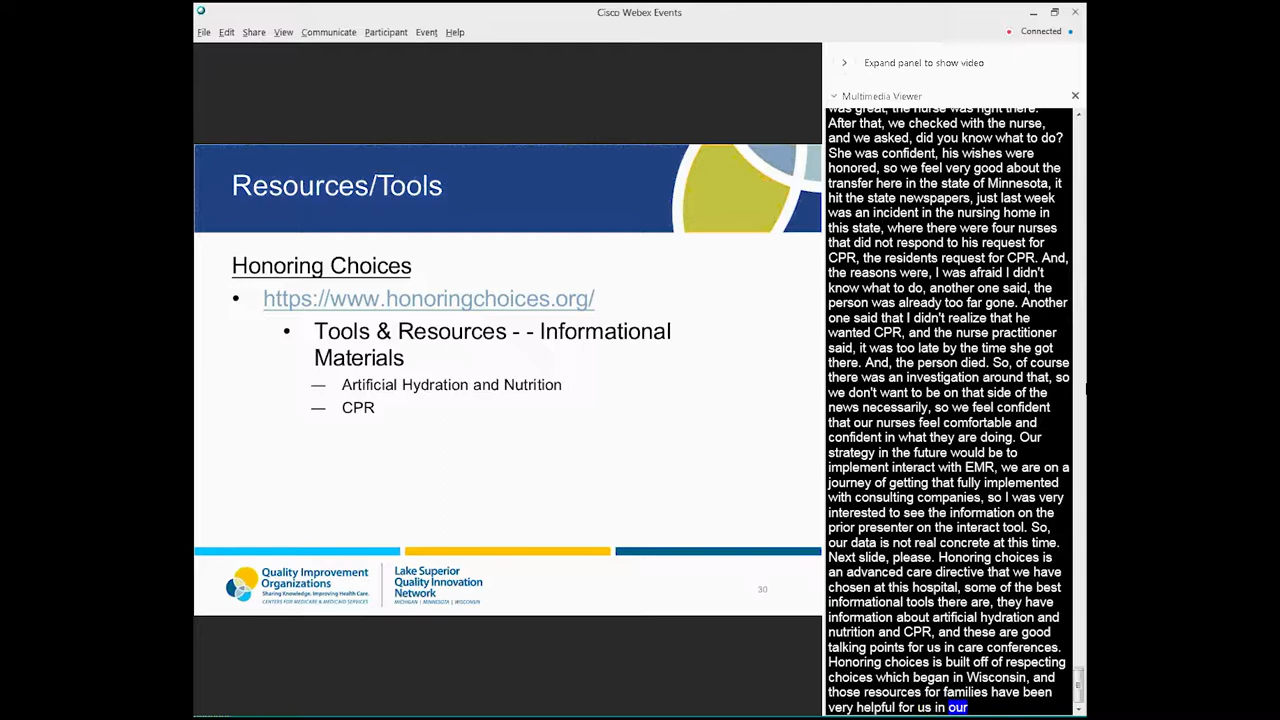 Cisco Webex Events
File Edit Share View Communicate Participant Event Help
Connected
Expand panel to show video
Multimedia Viewer
Resources/Tools
Honoring Choices
• https://www.honoringchoices.org/
• Tools & Resources - - Informational
Materials
— Artificial Hydration and Nutrition
— CPR
Quality Improvement
Organizations
Sharing Knowledge. Improving Health Care.
CENTERS FOR MEDICARE & MEDICAID SERVICES
Lake Superior
Quality Innovation
Network
MICHIGAN | MINNESOTA | WISCONSIN
30
was great, the nurse was right there.
After that, we checked with the nurse,
and we asked, did you know what to do?
She was confident, his wishes were
honored, so we feel very good about the
transfer here in the state of Minnesota, it
hit the state newspapers, just last week
was an incident in the nursing home in
this state, where there were four nurses
that did not respond to his request for
CPR, the residents request for CPR. And,
the reasons were, I was afraid I didn't
know what to do, another one said, the
person was already too far gone. Another
one said that I didn't realize that he
wanted CPR, and the nurse practitioner
said, it was too late by the time she got
there. And, the person died. So, of course
there was an investigation around that, so
we don't want to be on that side of the
news necessarily, so we feel confident
that our nurses feel comfortable and
confident in what they are doing. Our
strategy in the future would be to
implement interact with EMR, we are on a
journey of getting that fully implemented
with consulting companies, so I was very
interested to see the information on the
prior presenter on the interact tool. So,
our data is not real concrete at this time.
Next slide, please. Honoring choices is
an advanced care directive that we have
chosen at this hospital, some of the best
informational tools there are, they have
information about artificial hydration and
nutrition and CPR, and these are good
talking points for us in care conferences.
Honoring choices is built off of respecting
choices which began in Wisconsin, and
those resources for families have been
very helpful for us in our